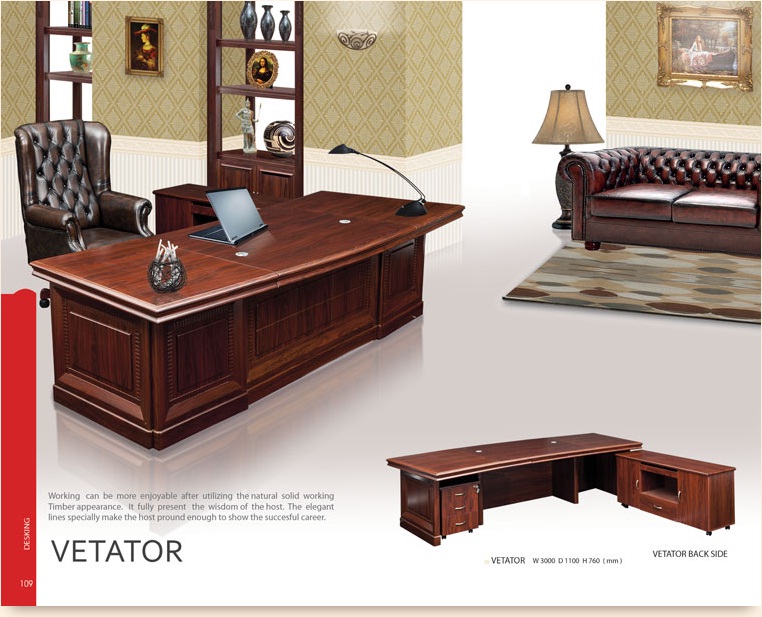 Working can be more enjoyable after utilizing the natural solid working
Timber appearance. It fully present the wisdom of the host. The elegant
lines specially make the host pround enough to show the succesful career.
VETATOR
DESKING
109
VETATOR W 3000 D 1100 H 760 ( mm )
VETATOR BACK SIDE